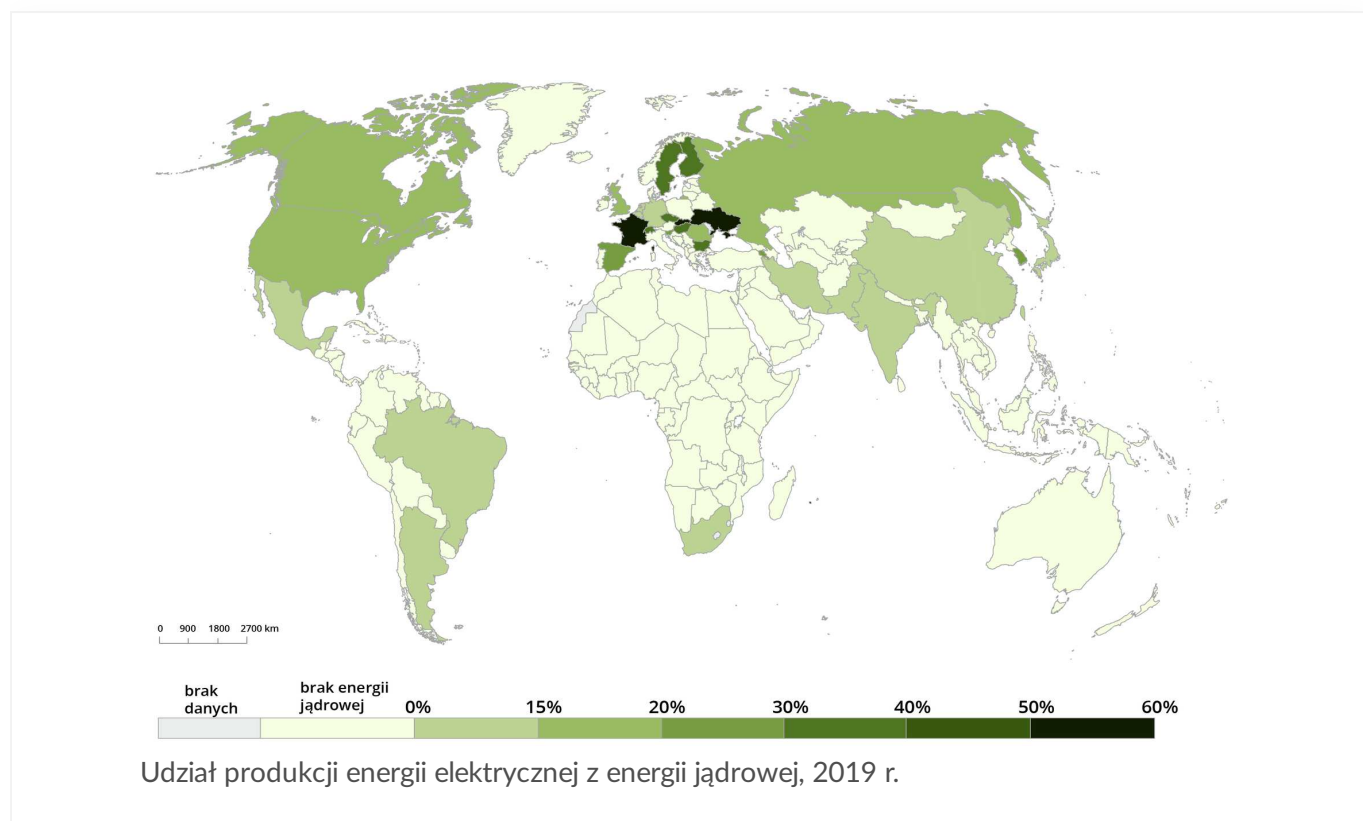 0 900 1800 2700 km
brak danych
brak energii jądrowej
0% 15% 20% 30% 40% 50% 60%
Udział produkcji energii elektrycznej z energii jądrowej, 2019 r.